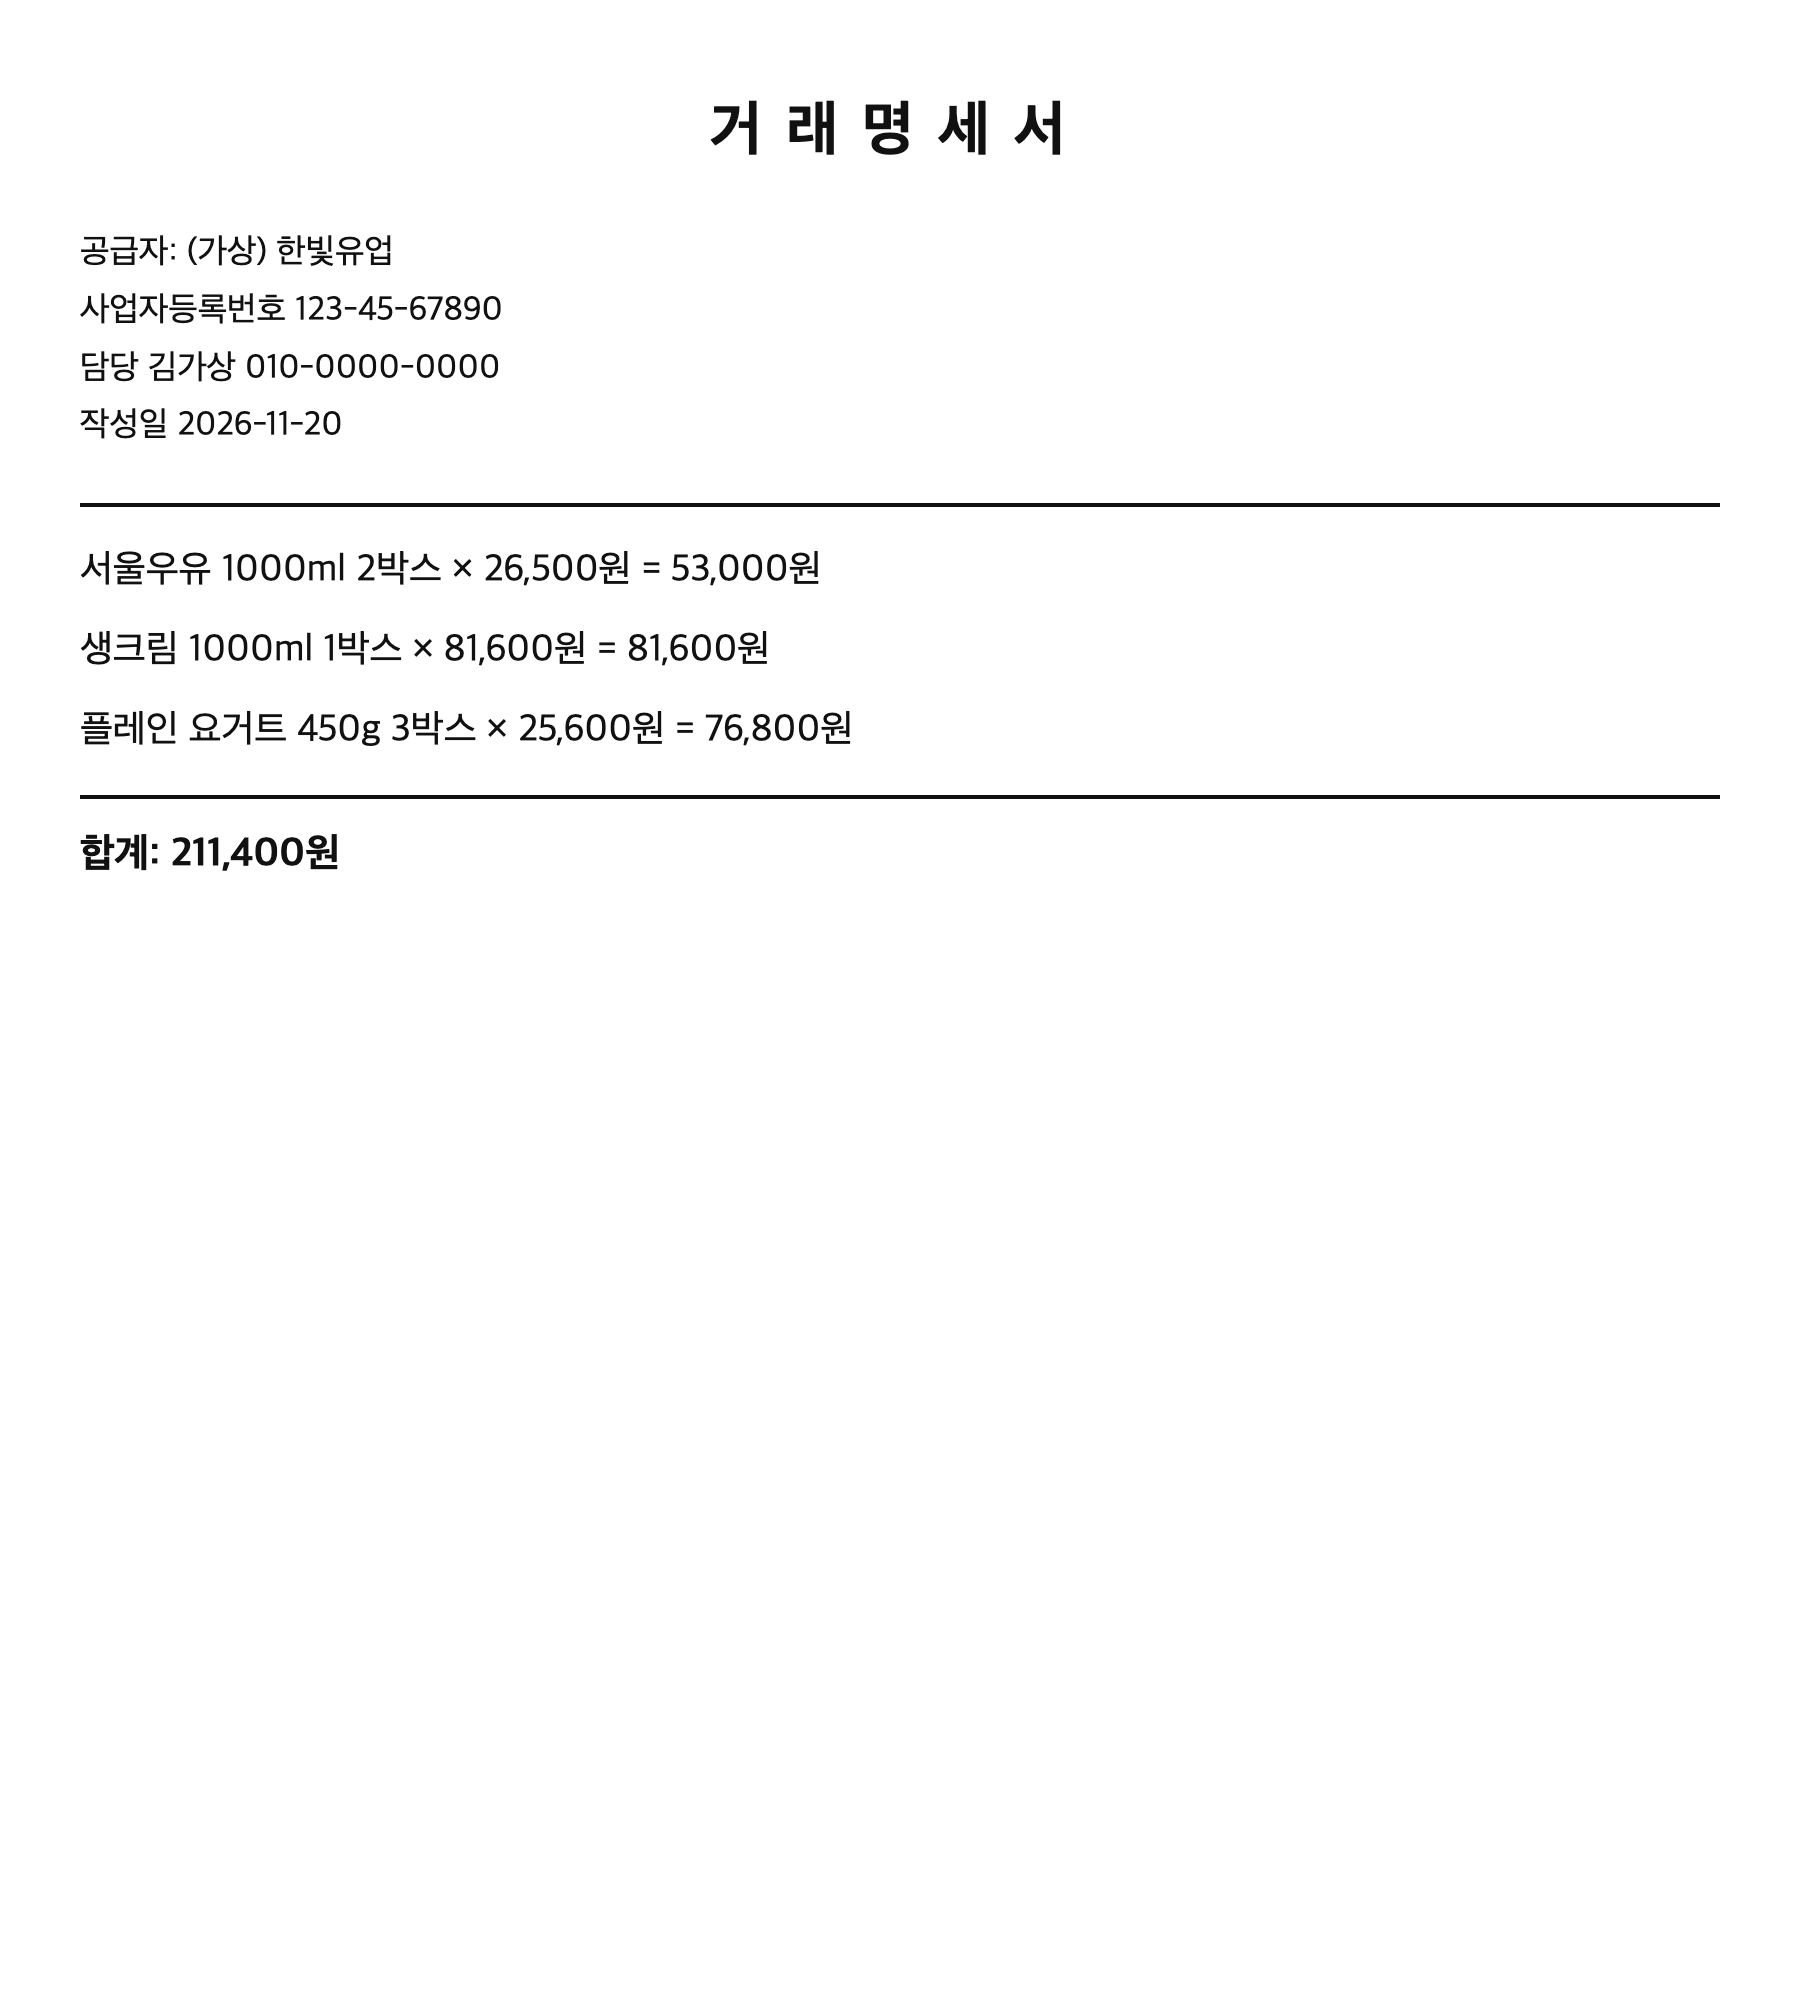 거래명세서
공급자: (가상) 한빛유업
사업자등록번호 123-45-67890
담당 김가상 010-0000-0000
작성일 2026-11-20
서울우유 1000ml 2박스 × 26,500원 = 53,000원
생크림 1000ml 1박스 × 81,600원 = 81,600원
플레인 요거트 450g 3박스 × 25,600원 = 76,800원
합계: 211,400원